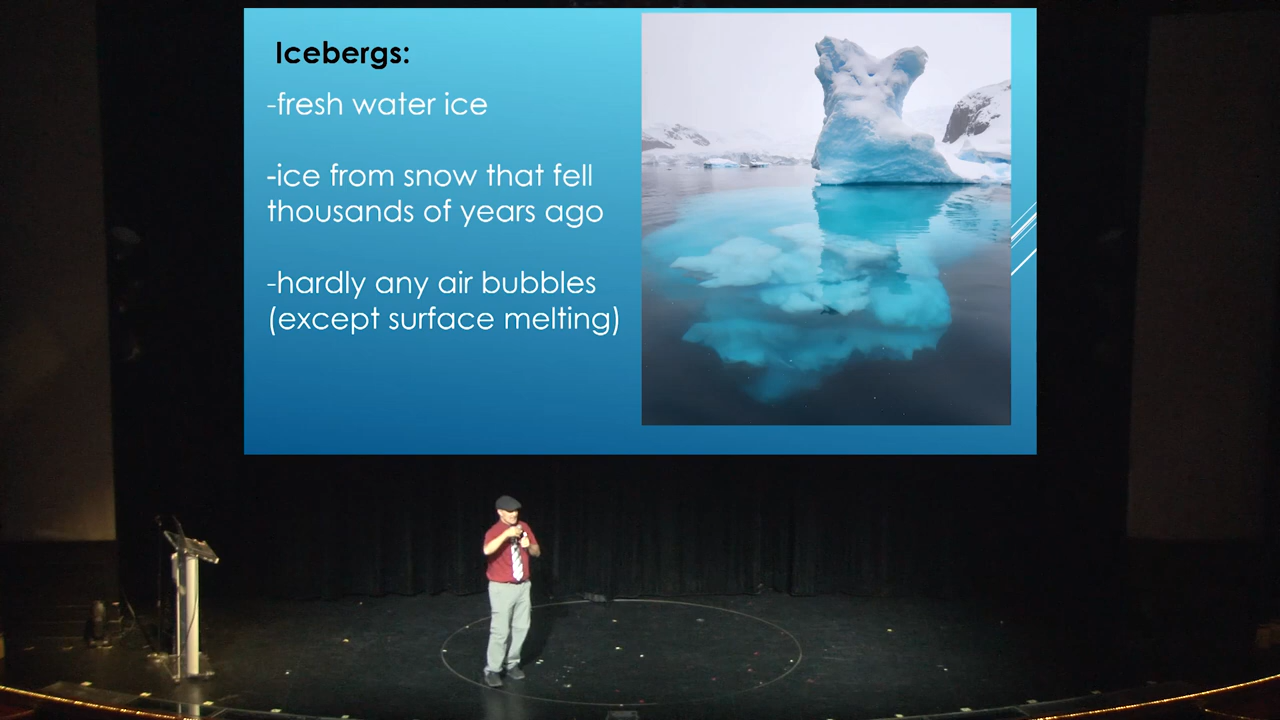 Icebergs:
-fresh water ice
-ice from snow that fell
thousands of years ago
-hardly any air bubbles
(except surface melting)